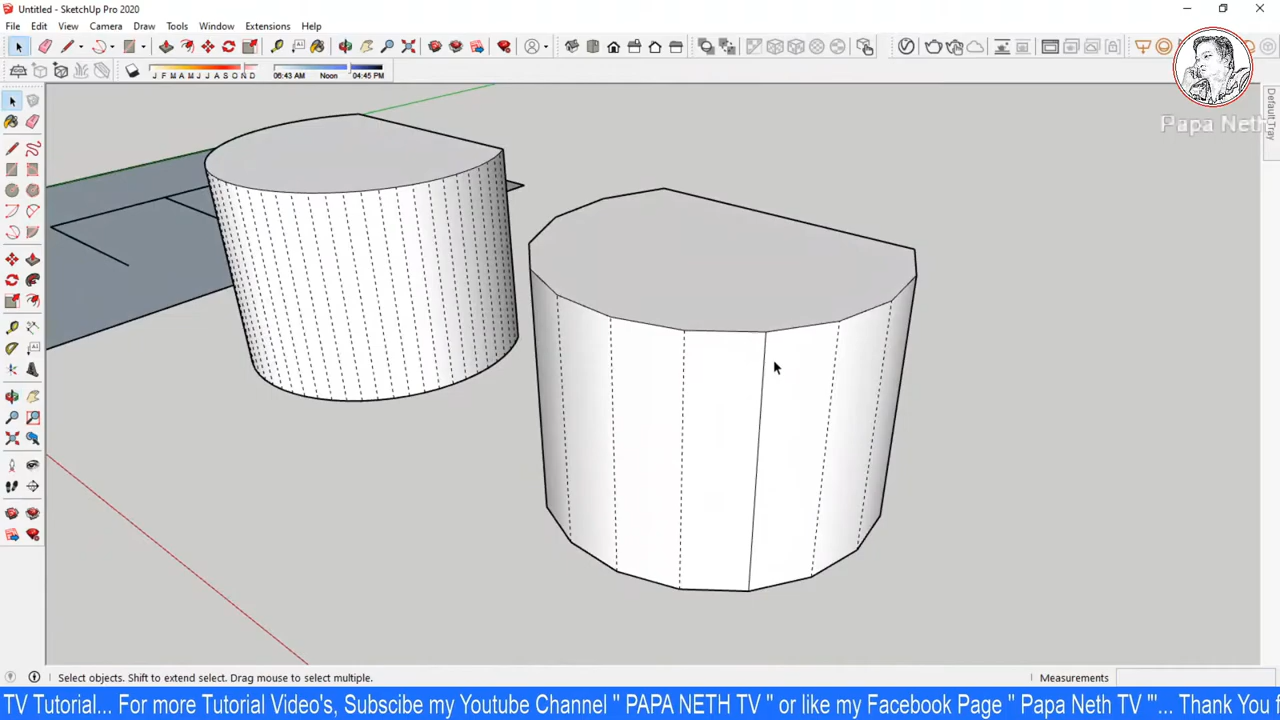 Untitled - SketchUp Pro 2020
File Edit View Camera Draw Tools Window Extensions Help
J F M A M J J A S O N D 06:43 AM Noon 04:45 PM
Default Tray
Papa Neth
Select objects. Shift to extend select. Drag mouse to select multiple. Measurements
TV Tutorial... For more Tutorial Video's, Subscibe my Youtube Channel " PAPA NETH TV " or like my Facebook Page " Papa Neth TV "'... Thank You f